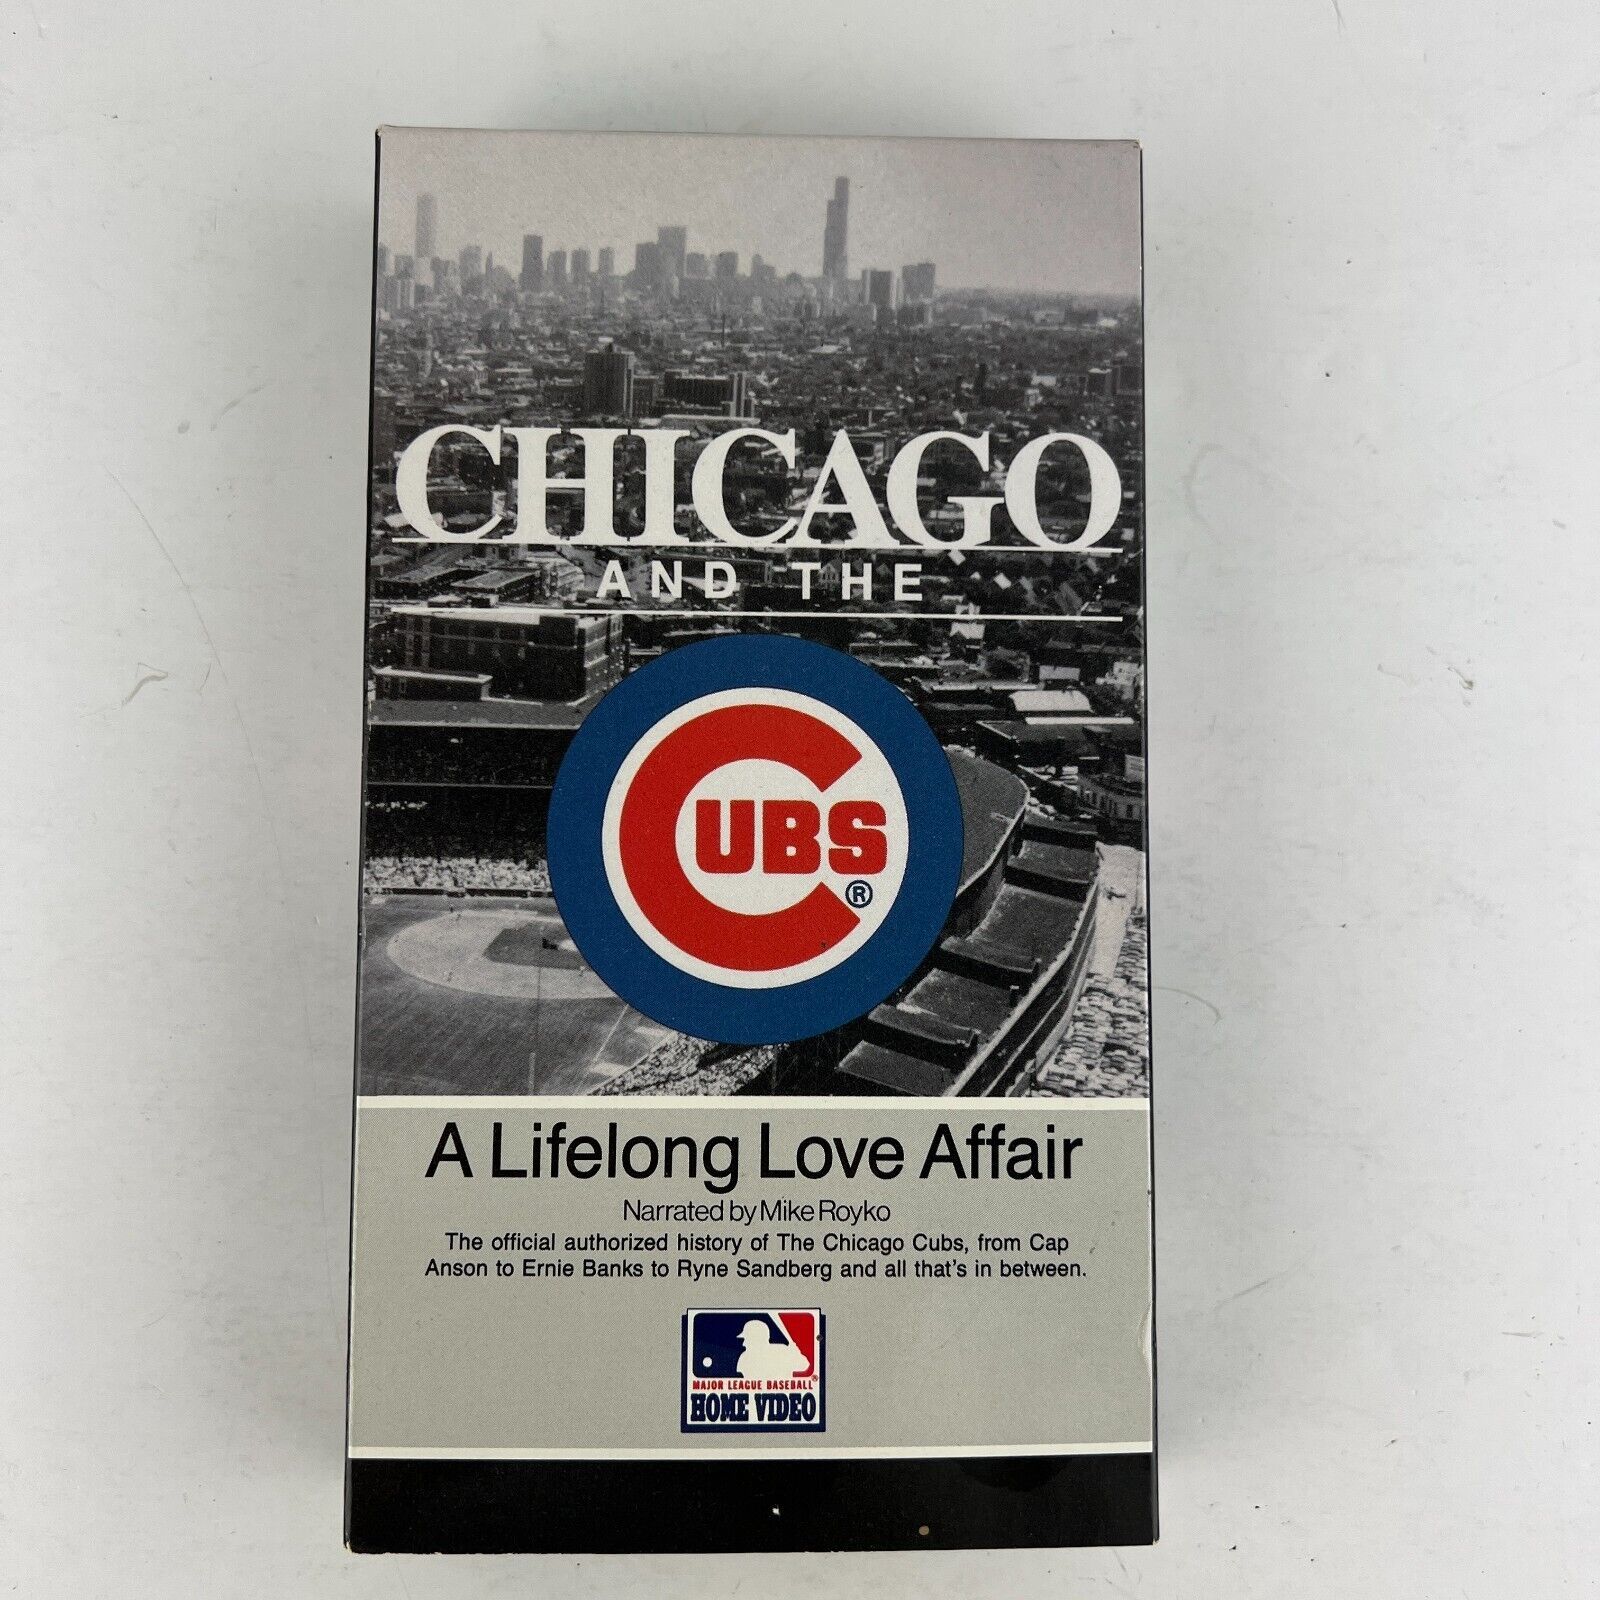 CHICAGO
AND THE
CUBS
®
A Lifelong Love Affair
Narrated by Mike Royko
The official authorized history of The Chicago Cubs, from Cap
Anson to Ernie Banks to Ryne Sandberg and all that's in between.
MAJOR LEAGUE BASEBALL®
HOME VIDEO